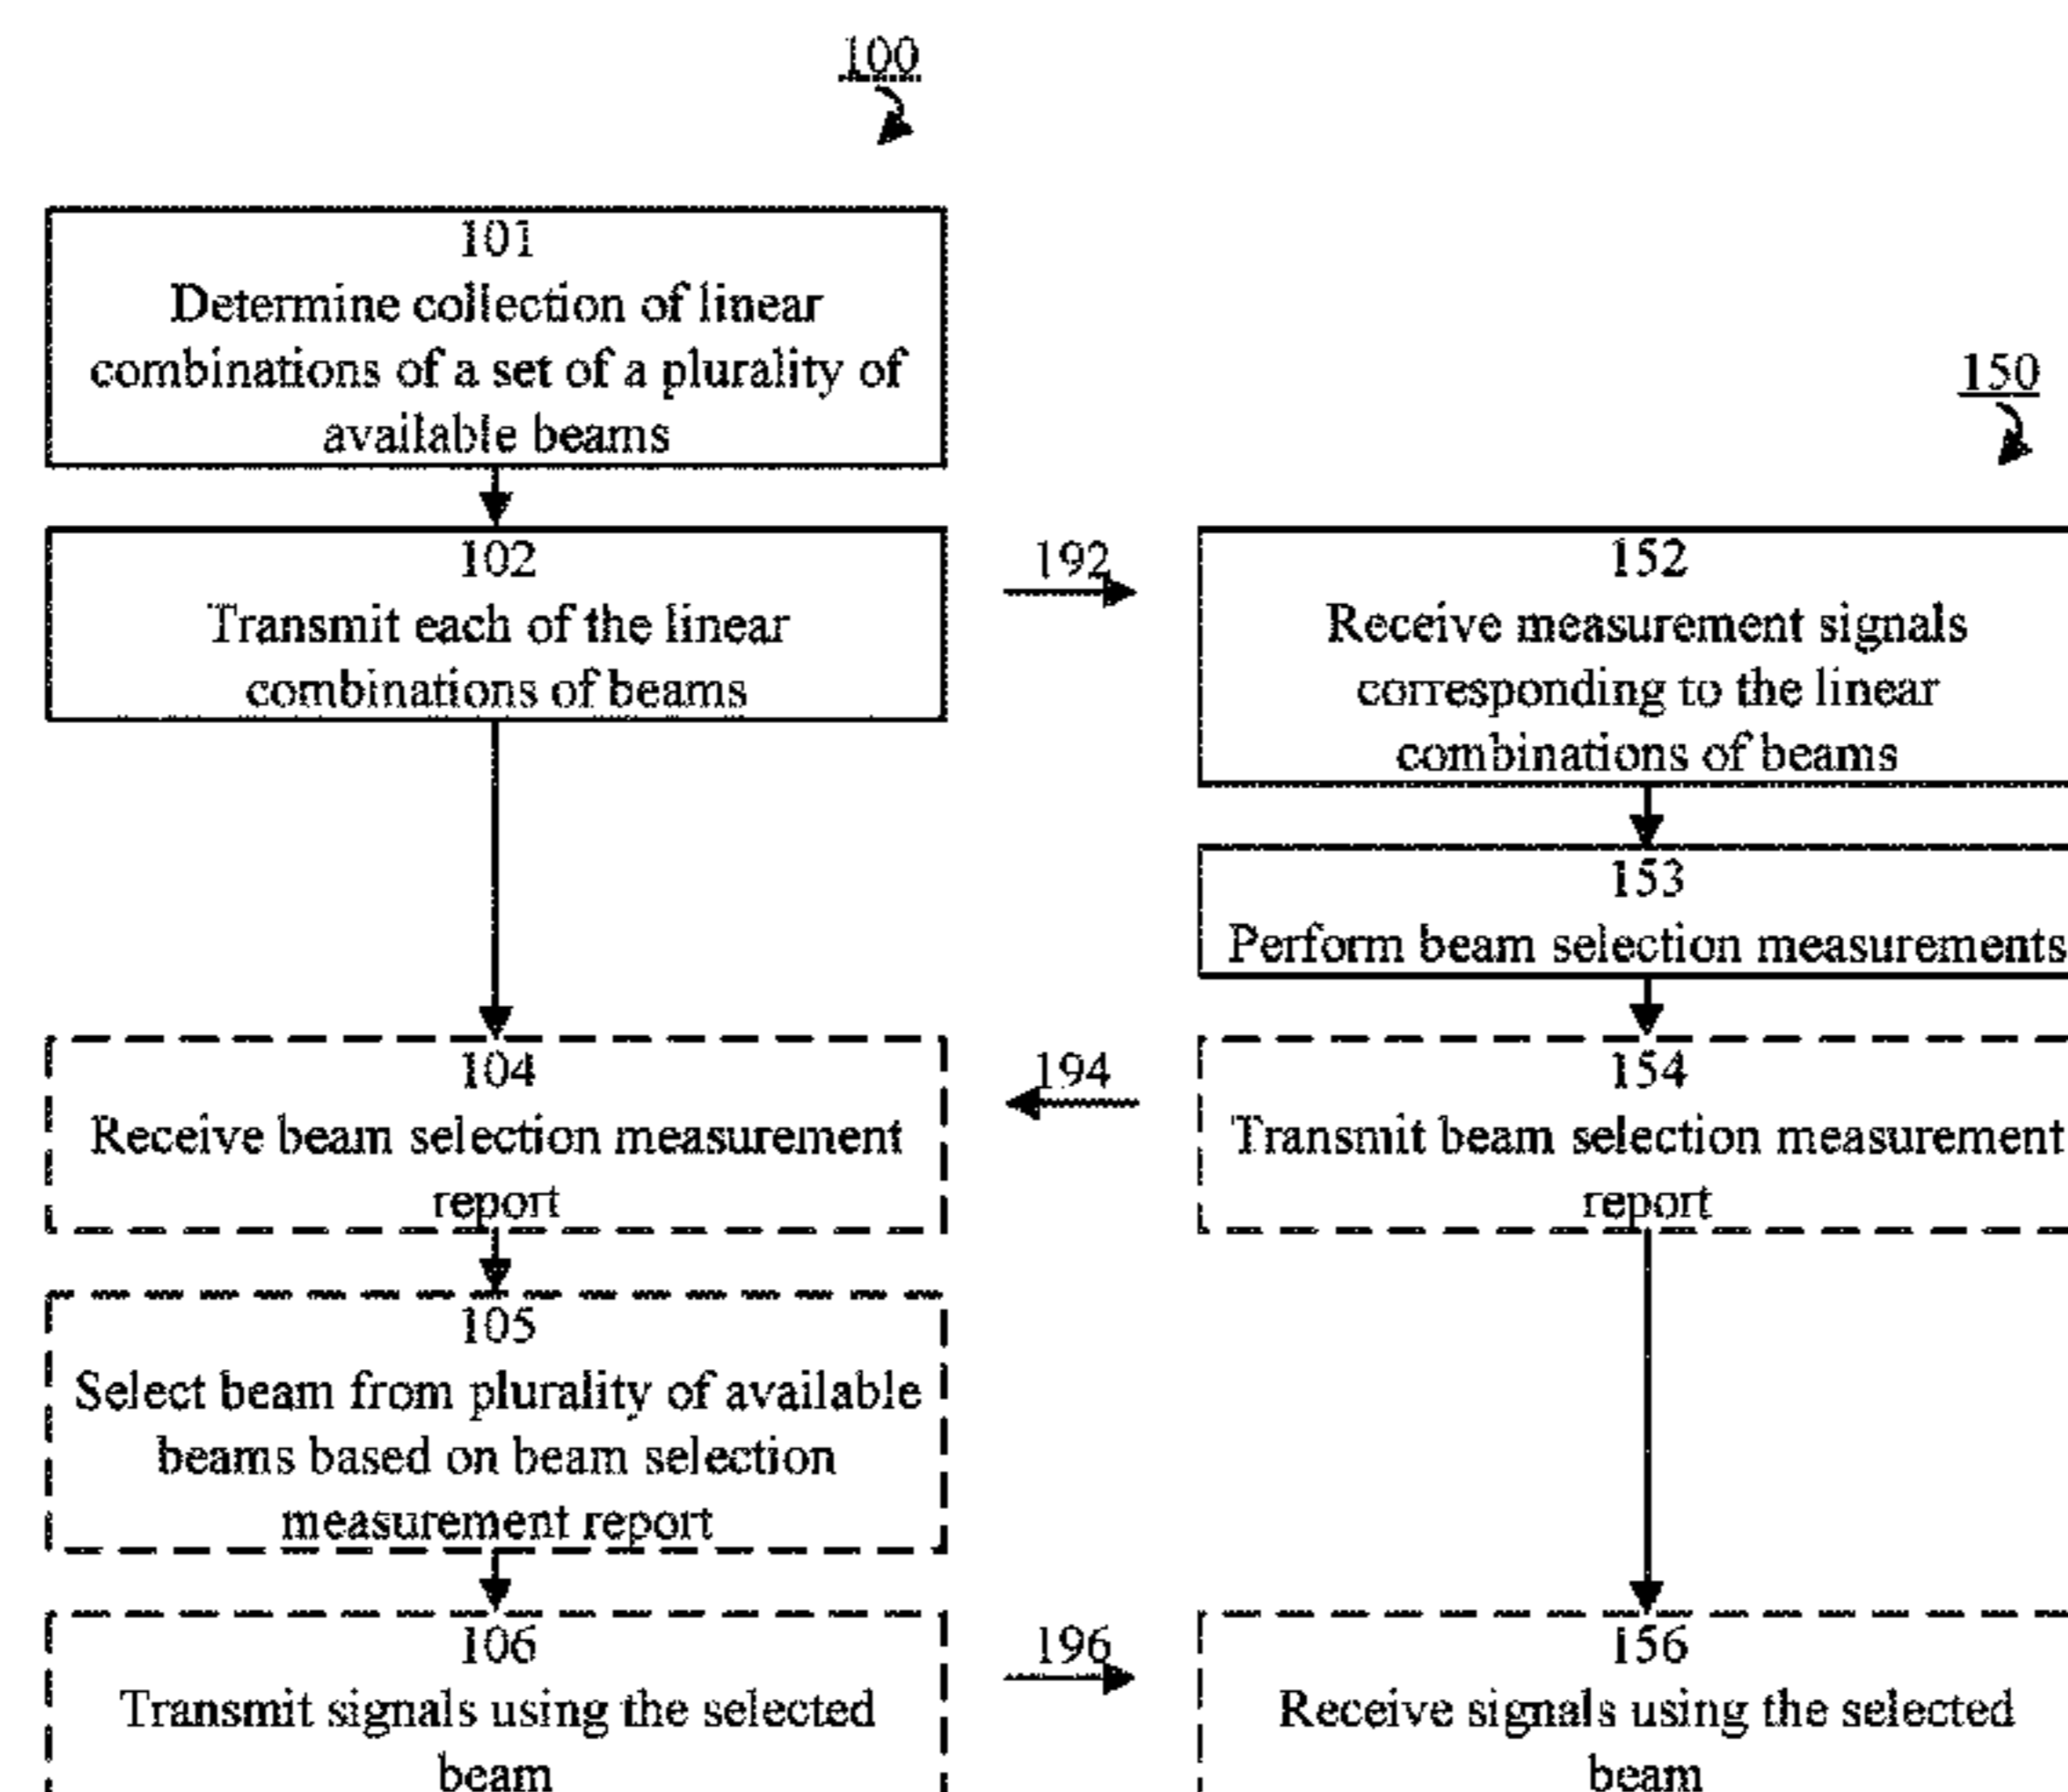 100
101
Determine collection of linear
combinations of a set of a plurality of
available beams
150
102
Transmit each of the linear
combinations of beams
192
152
Receive measurement signals
corresponding to the linear
combinations of beams
153
Perform beam selection measurements
104
Receive beam selection measurement
report
194
154
Transmit beam selection measurement
report
105
Select beam from plurality of available
beams based on beam selection
measurement report
106
Transmit signals using the selected
beam
196
156
Receive signals using the selected
beam